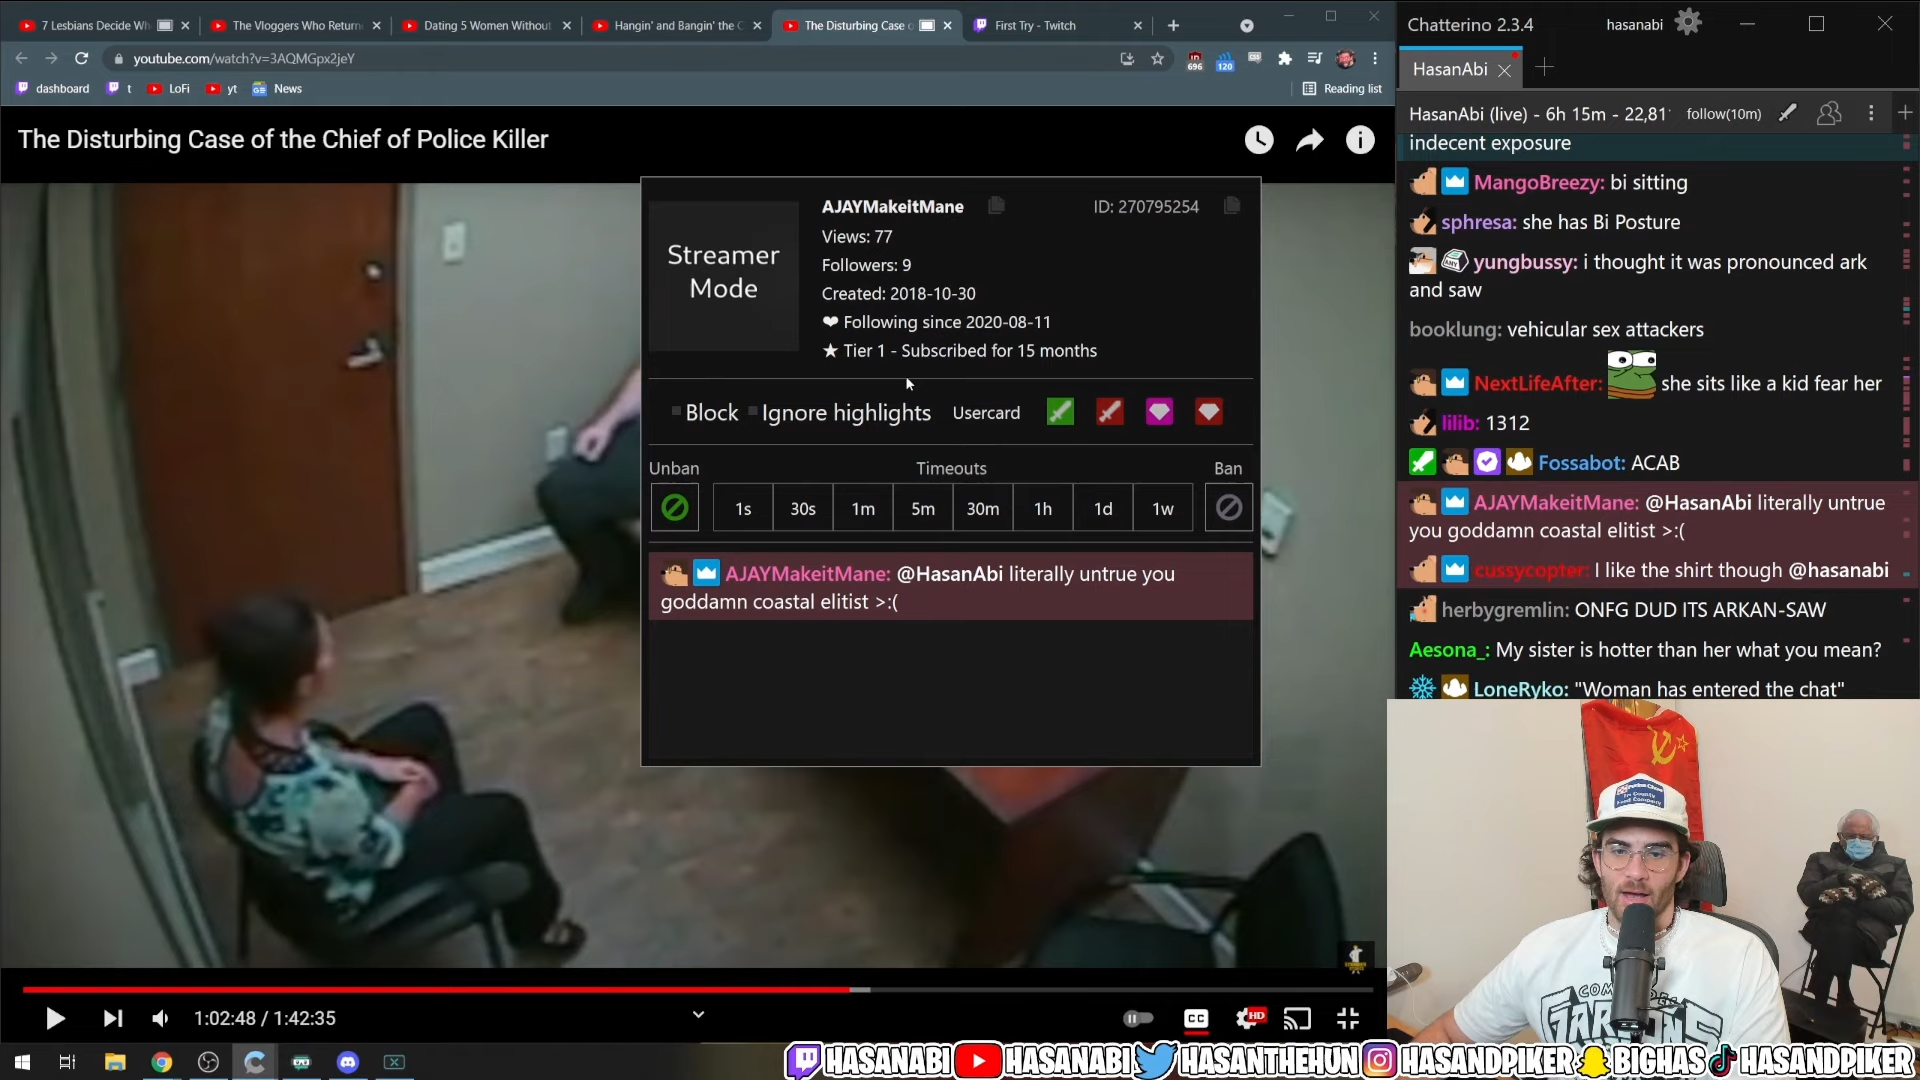 7 Lesbians Decide Wh
The Vloggers Who Return
Dating 5 Women Without
Hangin' and Bangin' the C
The Disturbing Case o
First Try - Twitch
youtube.com/watch?v=3AQMGpx2jeY
696
120
dashboard
t
LoFi
yt
News
Reading list
The Disturbing Case of the Chief of Police Killer
Streamer
Mode
AJAYMakeitMane
ID: 270795254
Views: 77
Followers: 9
Created: 2018-10-30
❤ Following since 2020-08-11
★ Tier 1 - Subscribed for 15 months
Block
Ignore highlights
Usercard
Unban
Timeouts
Ban
1s
30s
1m
5m
30m
1h
1d
1w
AJAYMakeitMane: @HasanAbi literally untrue you
goddamn coastal elitist >:(
1:02:48 / 1:42:35
CC
HD
Chatterino 2.3.4
hasanabi
HasanAbi
HasanAbi (live) - 6h 15m - 22,81
follow(10m)
indecent exposure
MangoBreezy: bi sitting
sphresa: she has Bi Posture
yungbussy: i thought it was pronounced ark
and saw
booklung: vehicular sex attackers
NextLifeAfter: she sits like a kid fear her
lilib: 1312
Fossabot: ACAB
AJAYMakeitMane: @HasanAbi literally untrue
you goddamn coastal elitist >:(
cussycopter: I like the shirt though @hasanabi
herbygremlin: ONFG DUD ITS ARKAN-SAW
Aesona_: My sister is hotter than her what you mean?
LoneRyko: "Woman has entered the chat"
HASANABI
HASANABI
HASANTHEHUN
HASANDPIKER
BIGHAS
HASANDPIKER